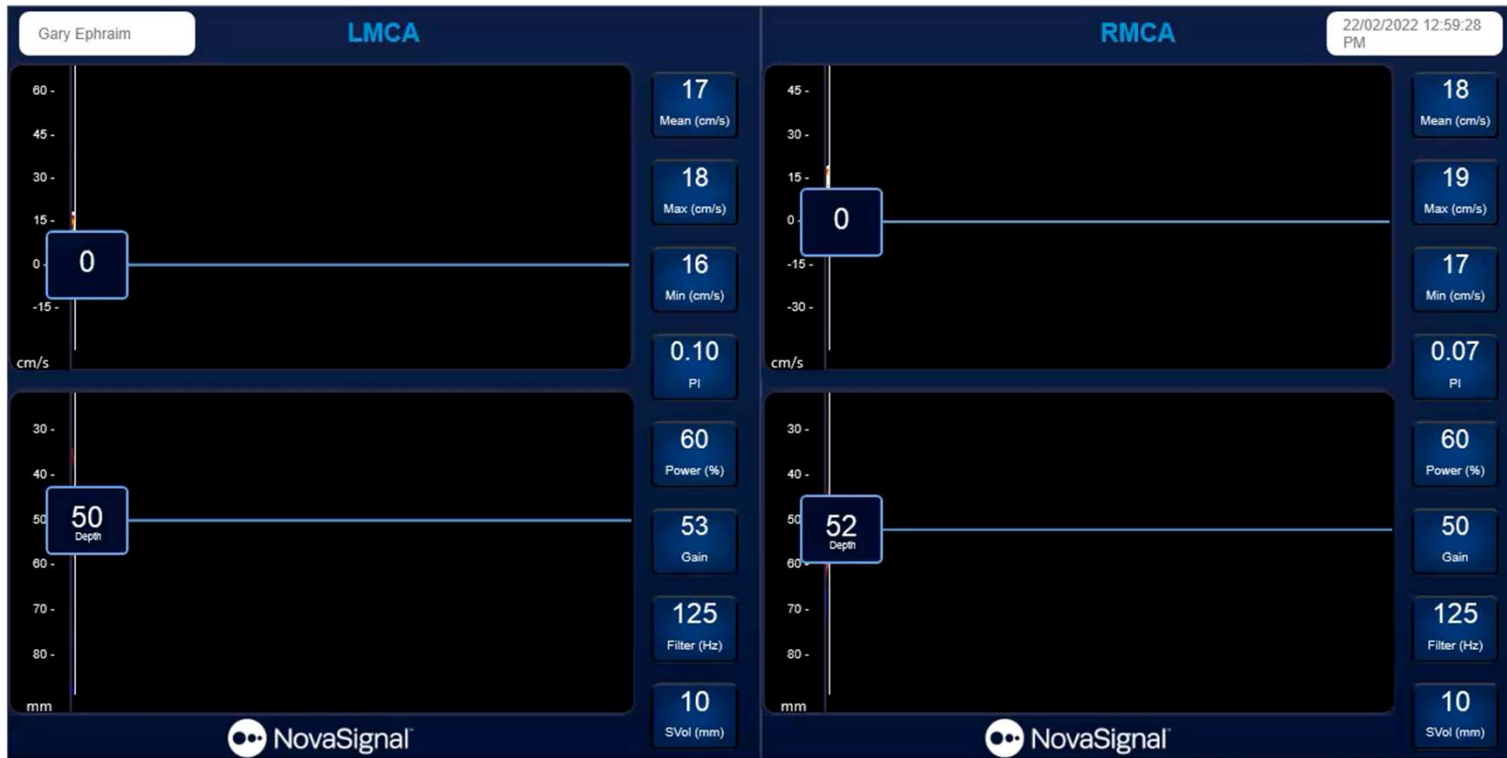 Gary Ephraim
LMCA
60 -
45 -
30 -
15 -
0 -
-15 -
cm/s
0
17
Mean (cm/s)
18
Max (cm/s)
16
Min (cm/s)
0.10
PI
30 -
40 -
50
60 -
70 -
80 -
mm
50
Depth
60
Power (%)
53
Gain
125
Filter (Hz)
10
SVol (mm)
NovaSignal
RMCA
22/02/2022 12:59:28
PM
45 -
30 -
15 -
0 -
-15 -
-30 -
cm/s
0
18
Mean (cm/s)
19
Max (cm/s)
17
Min (cm/s)
0.07
PI
30 -
40 -
50
60 -
70 -
80 -
mm
52
Depth
60
Power (%)
50
Gain
125
Filter (Hz)
10
SVol (mm)
NovaSignal